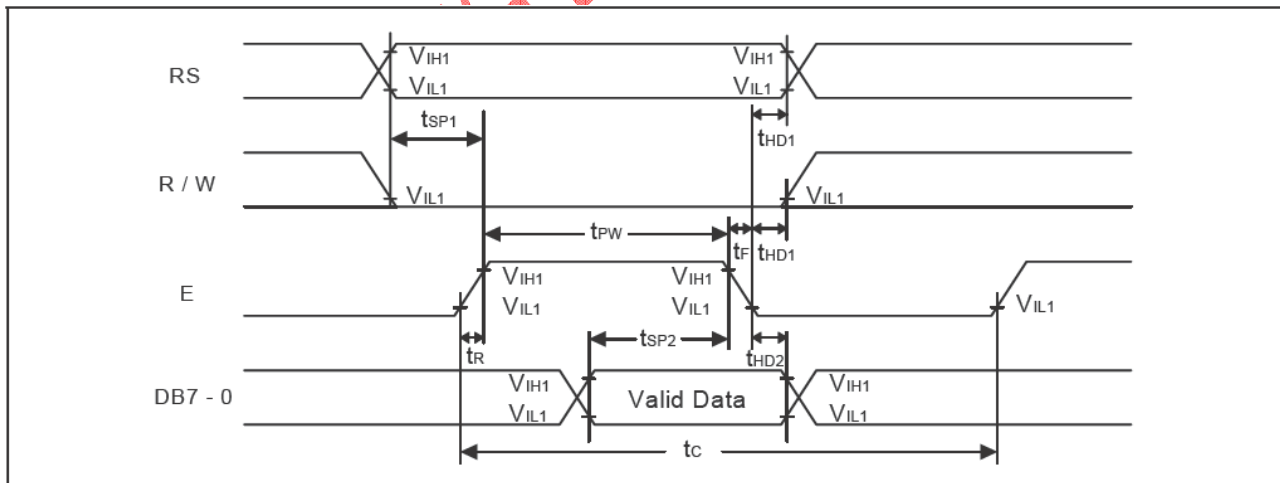 RS
VIH1 VIH1
VIL1 VIL1
tSP1 tHD1
R / W
VIL1 VIL1
tPW tF tHD1
E
VIH1 VIH1
VIL1 VIL1 VIL1
tR tSP2 tHD2
DB7 - 0
VIH1 VIH1
Valid Data
VIL1 VIL1
tC